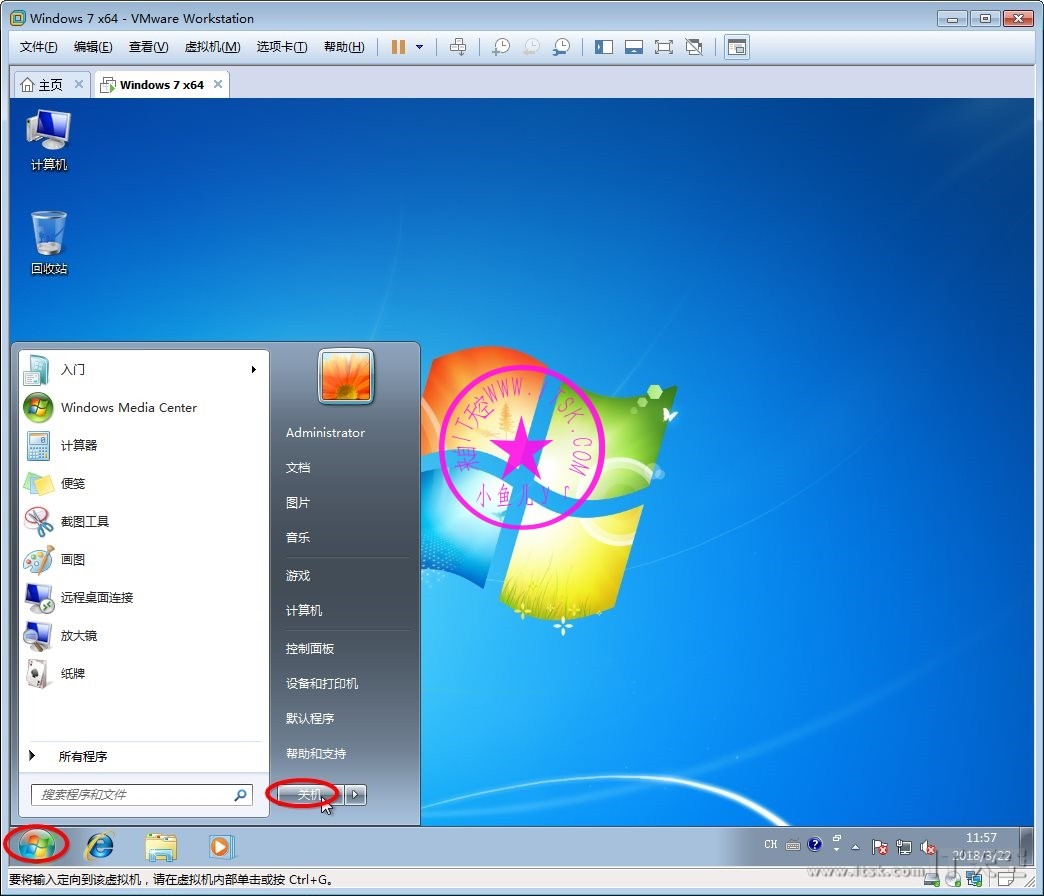 Windows 7 x64 - VMware Workstation
文件(F) 编辑(E) 查看(V) 虚拟机(M) 选项卡(T) 帮助(H)
主页 Windows 7 x64
计算机
回收站
入门
Windows Media Center
计算器
便笺
截图工具
画图
远程桌面连接
放大镜
纸牌
所有程序
搜索程序和文件
Administrator
文档
图片
音乐
游戏
计算机
控制面板
设备和打印机
默认程序
帮助和支持
关机
小鱼儿yr
CH
11:57
2018/3/22
www.itsk.com
要将输入定向到该虚拟机，请在虚拟机内部单击或按 Ctrl+G。